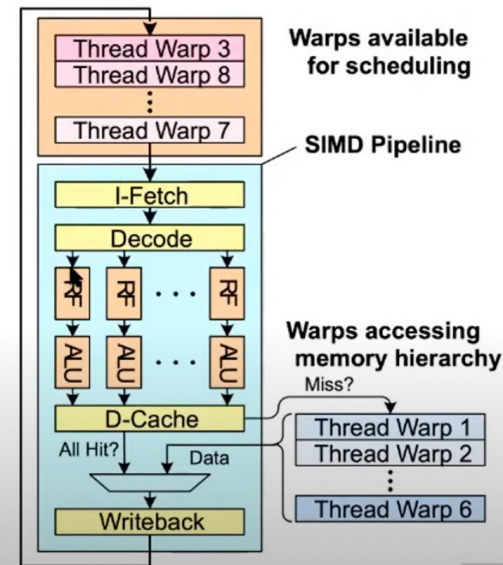 Thread Warp 3
Thread Warp 8
Thread Warp 7
Warps available
for scheduling
SIMD Pipeline
I-Fetch
Decode
RF RF RF
ALU ALU ALU
D-Cache
All Hit?
Data
Writeback
Warps accessing
memory hierarchy
Miss?
Thread Warp 1
Thread Warp 2
Thread Warp 6